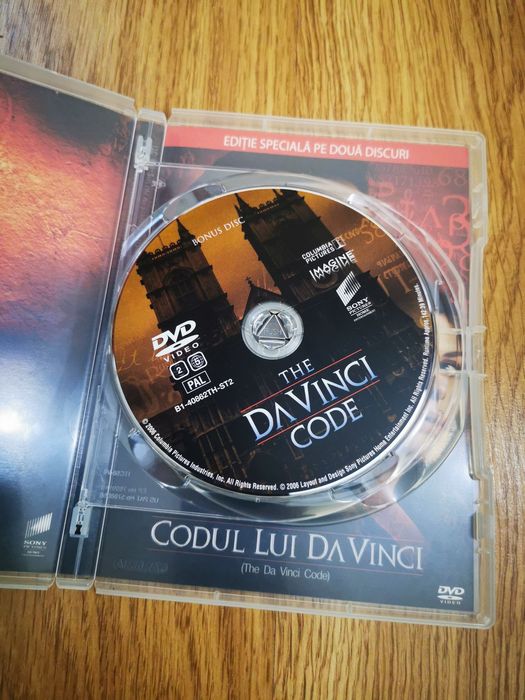 EDIȚIE SPECIALĂ PE DOUĂ DISCURI
BONUS DISC
COLUMBIA
PICTURES
IMAGINE
SONY
PICTURES
DVD
VIDEO
2
PAL
B1-40662TH-ST2
THE
DA VINCI
CODE
© 2006 Columbia Pictures Industries, Inc. All Rights Reserved. © 2006 Layout and Design Sony Pictures Home Entertainment. All Rights Reserved.
CODUL LUI DA VINCI
(The Da Vinci Code)
SONY
DVD
VIDEO